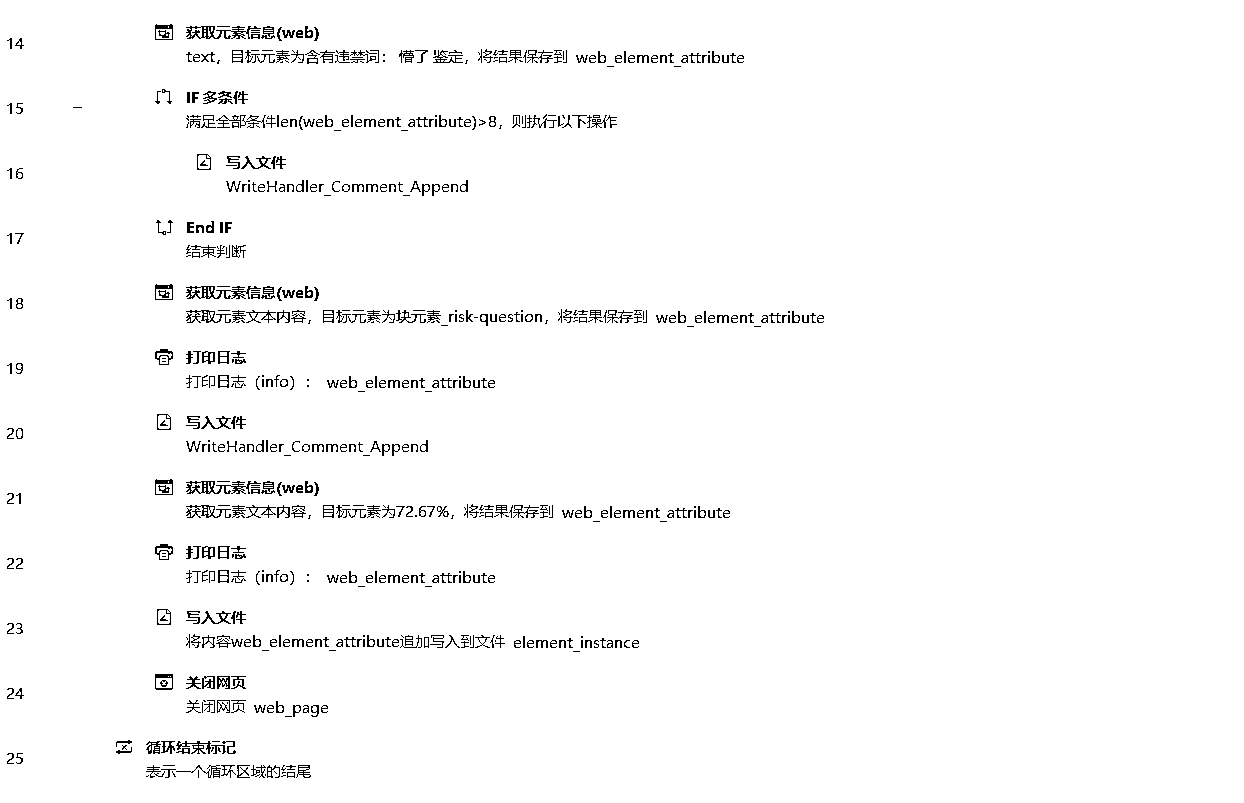 14
获取元素信息(web)
text，目标元素为含有违禁词： 懵了 鉴定，将结果保存到 web_element_attribute
15
IF 多条件
满足全部条件len(web_element_attribute)>8，则执行以下操作
16
写入文件
WriteHandler_Comment_Append
17
End IF
结束判断
18
获取元素信息(web)
获取元素文本内容，目标元素为块元素_risk-question，将结果保存到 web_element_attribute
19
打印日志
打印日志（info）： web_element_attribute
20
写入文件
WriteHandler_Comment_Append
21
获取元素信息(web)
获取元素文本内容，目标元素为72.67%，将结果保存到 web_element_attribute
22
打印日志
打印日志（info）： web_element_attribute
23
写入文件
将内容web_element_attribute追加写入到文件 element_instance
24
关闭网页
关闭网页 web_page
25
循环结束标记
表示一个循环区域的结尾